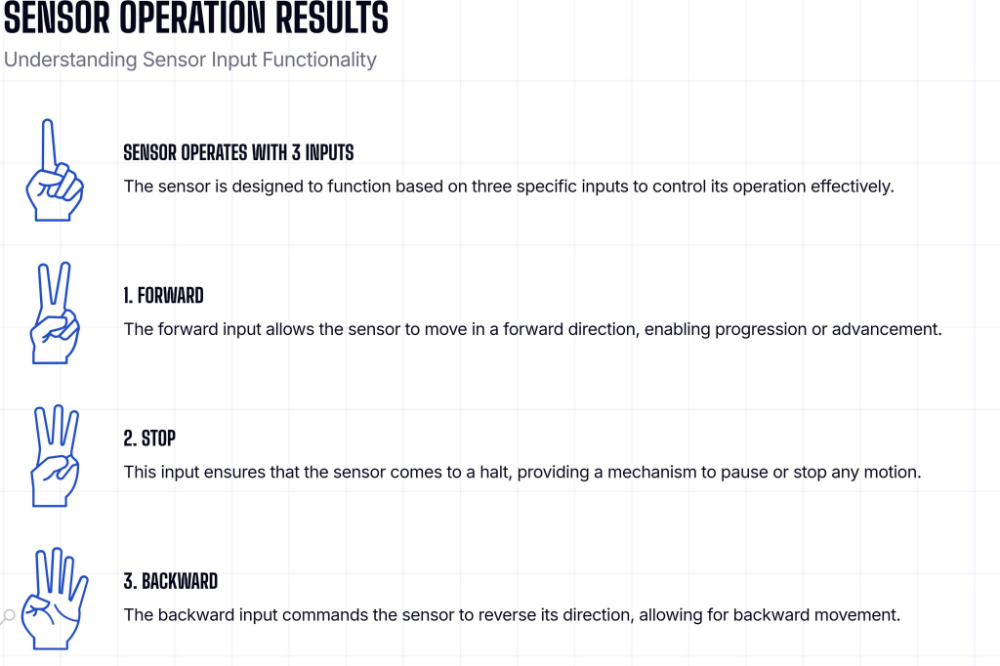 SENSOR OPERATION RESULTS
Understanding Sensor Input Functionality
SENSOR OPERATES WITH 3 INPUTS
The sensor is designed to function based on three specific inputs to control its operation effectively.
1. FORWARD
The forward input allows the sensor to move in a forward direction, enabling progression or advancement.
2. STOP
This input ensures that the sensor comes to a halt, providing a mechanism to pause or stop any motion.
3. BACKWARD
The backward input commands the sensor to reverse its direction, allowing for backward movement.